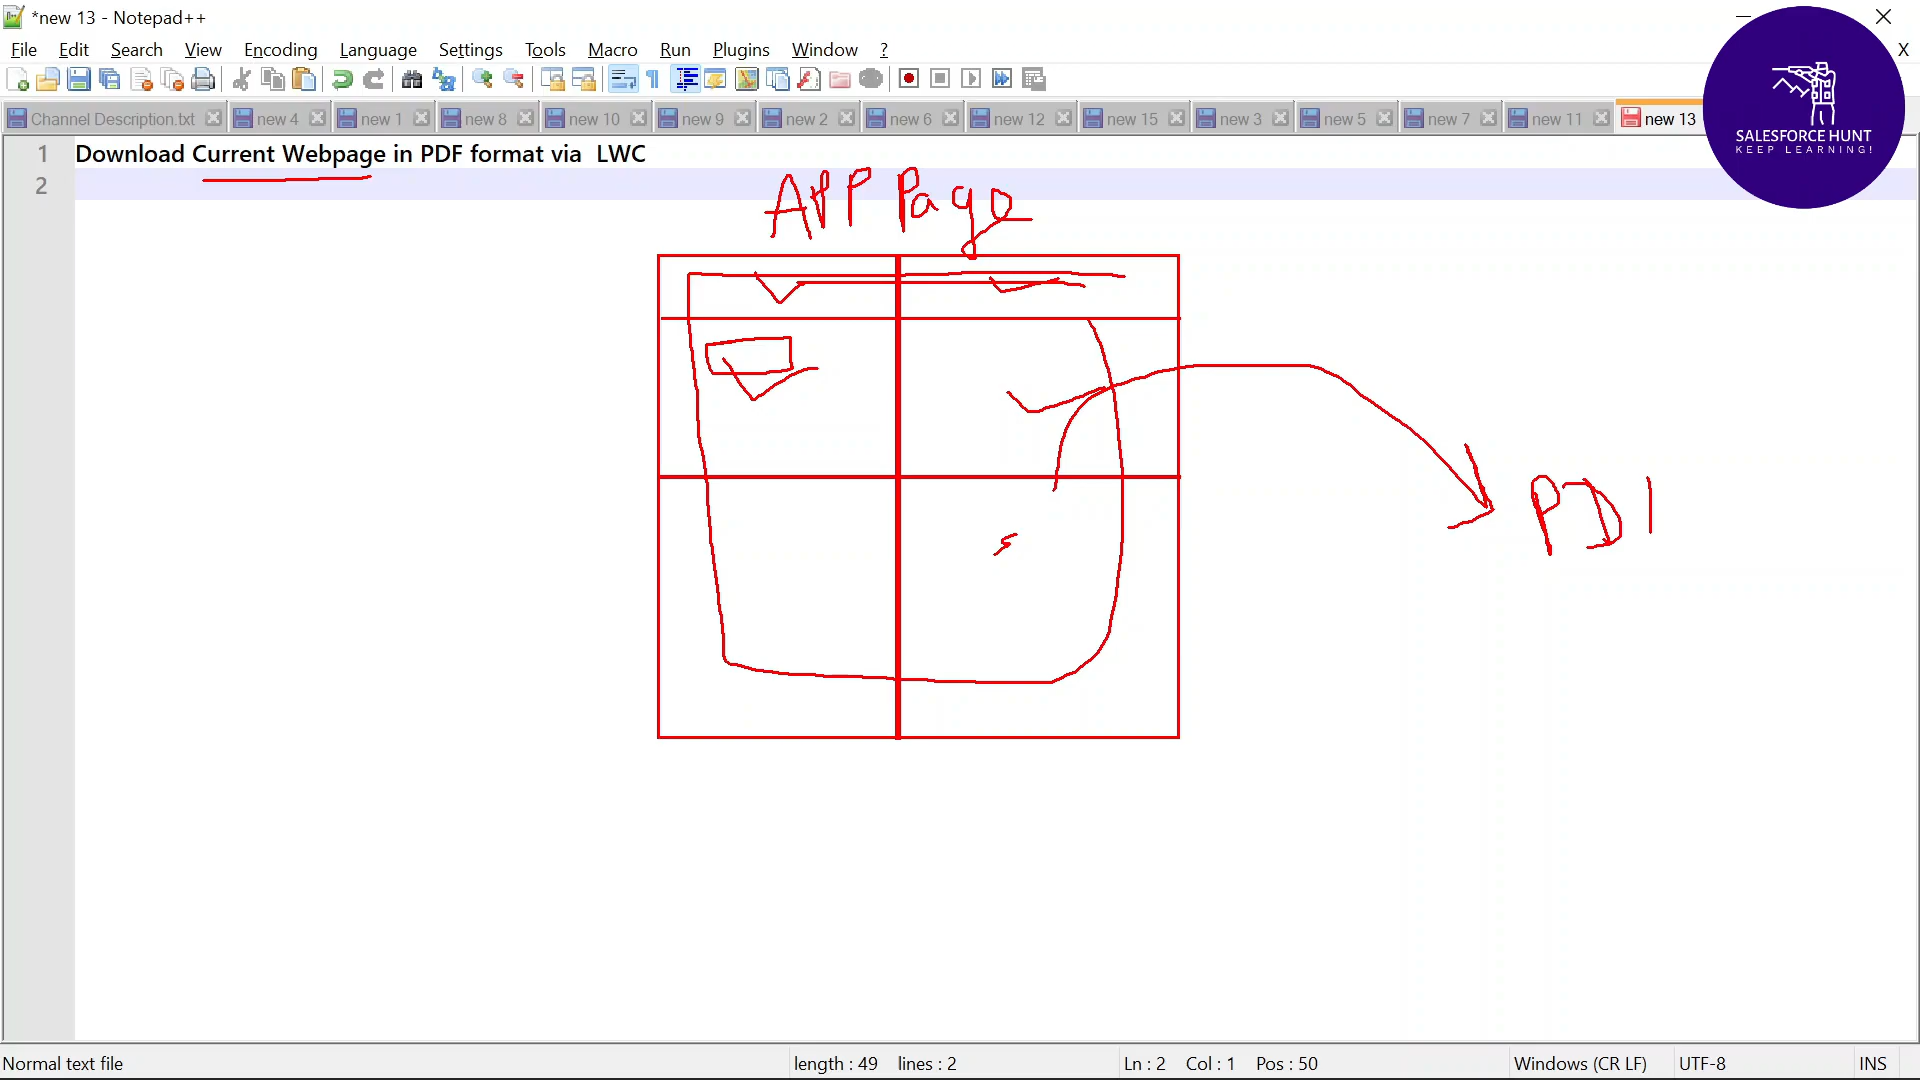 *new 13 - Notepad++
File Edit Search View Encoding Language Settings Tools Macro Run Plugins Window ? X
Channel Description.txt new 4 new 1 new 8 new 10 new 9 new 2 new 6 new 12 new 15 new 3 new 5 new 7 new 11 new 13
SALESFORCE HUNT
KEEP LEARNING!
1 Download Current Webpage in PDF format via LWC
2
APP Page
PDI
Normal text file length : 49 lines : 2 Ln : 2 Col : 1 Pos : 50 Windows (CR LF) UTF-8 INS